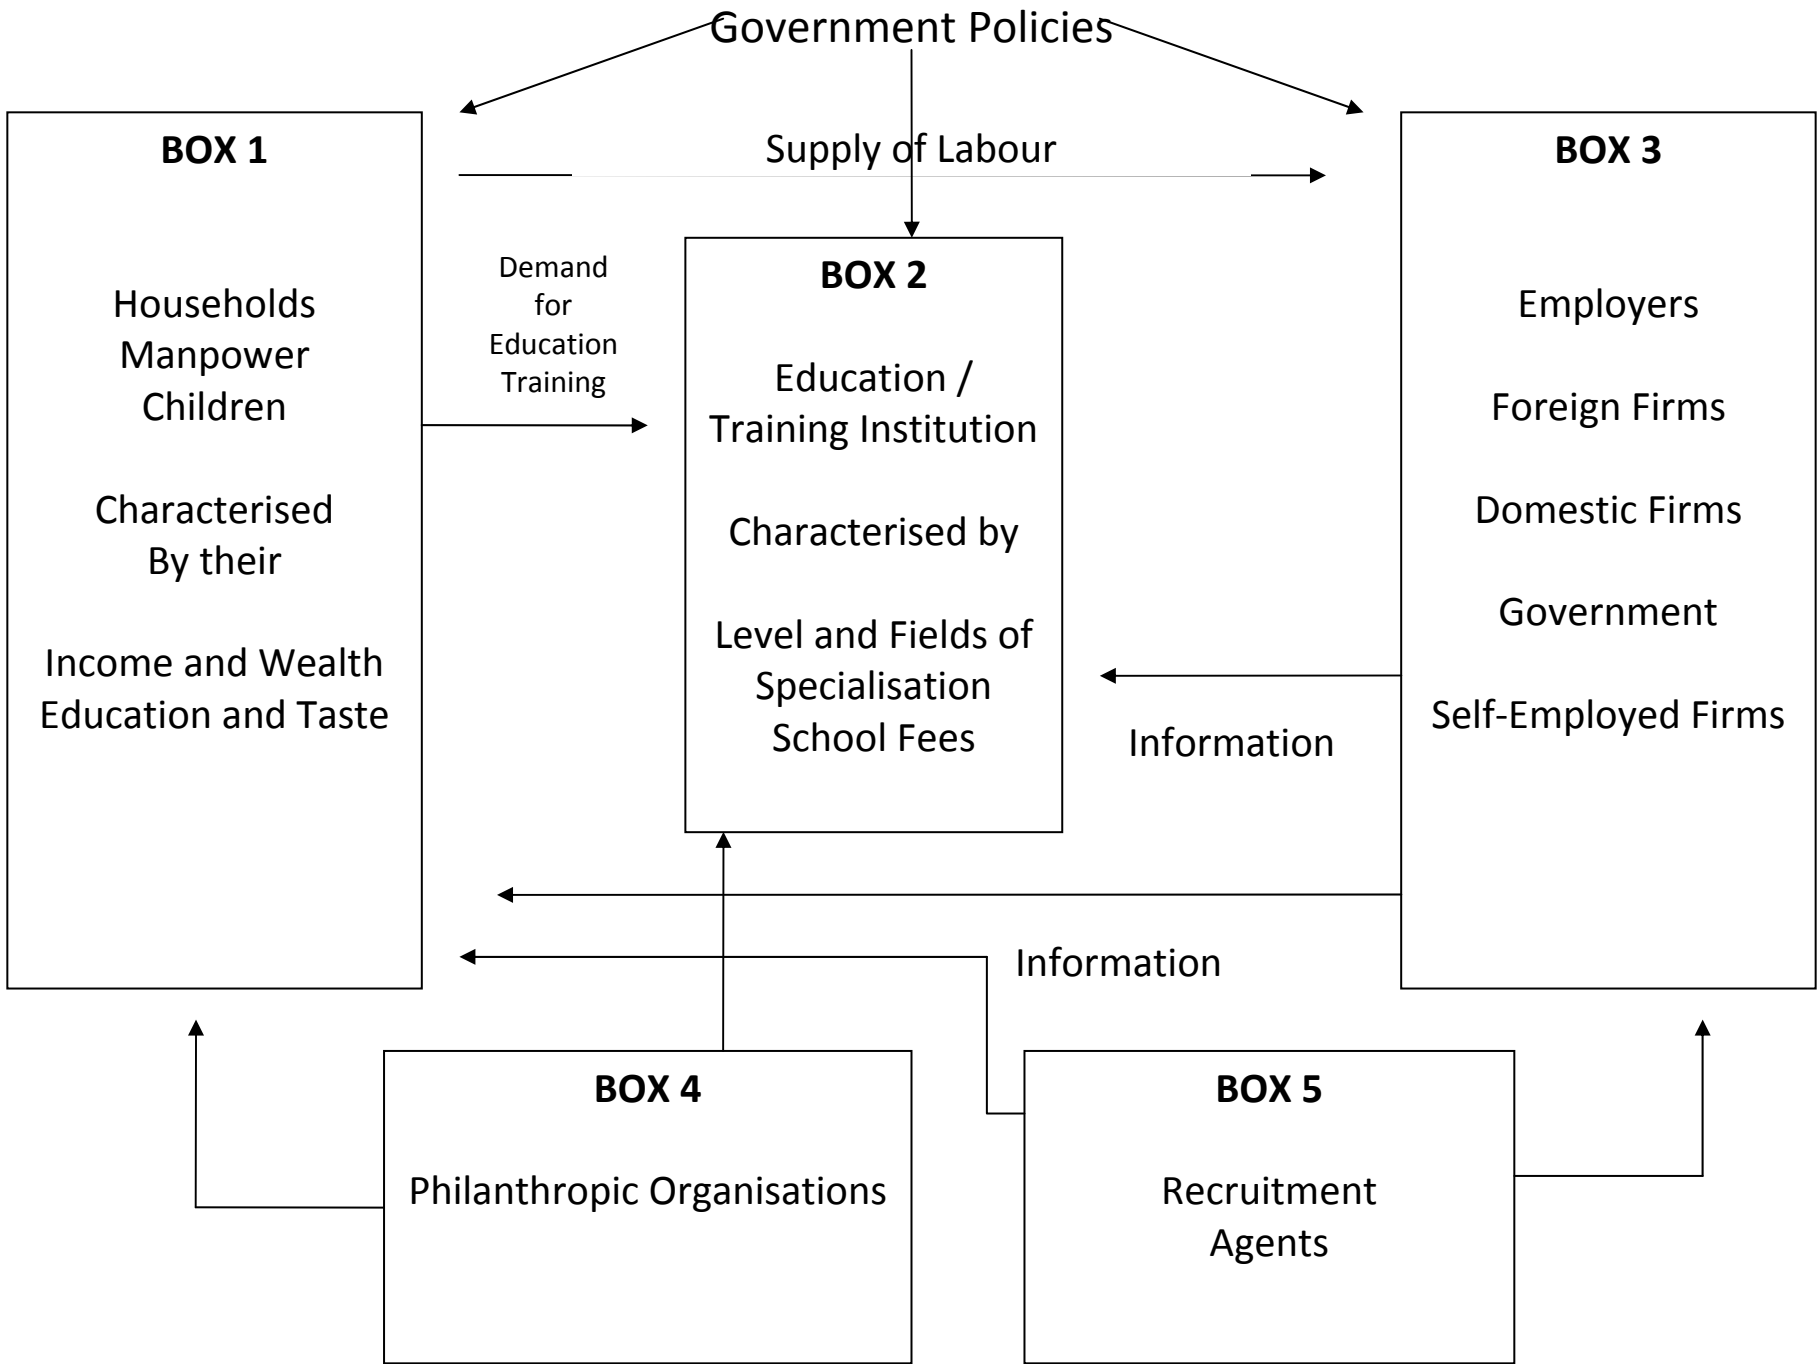 Government Policies
Supply of Labour
BOX 1
Households
Manpower
Children
Characterised
By their
Income and Wealth
Education and Taste
Demand
for
Education
Training
BOX 2
Education /
Training Institution
Characterised by
Level and Fields of
Specialisation
School Fees
BOX 3
Employers
Foreign Firms
Domestic Firms
Government
Self-Employed Firms
Information
Information
BOX 4
Philanthropic Organisations
BOX 5
Recruitment
Agents